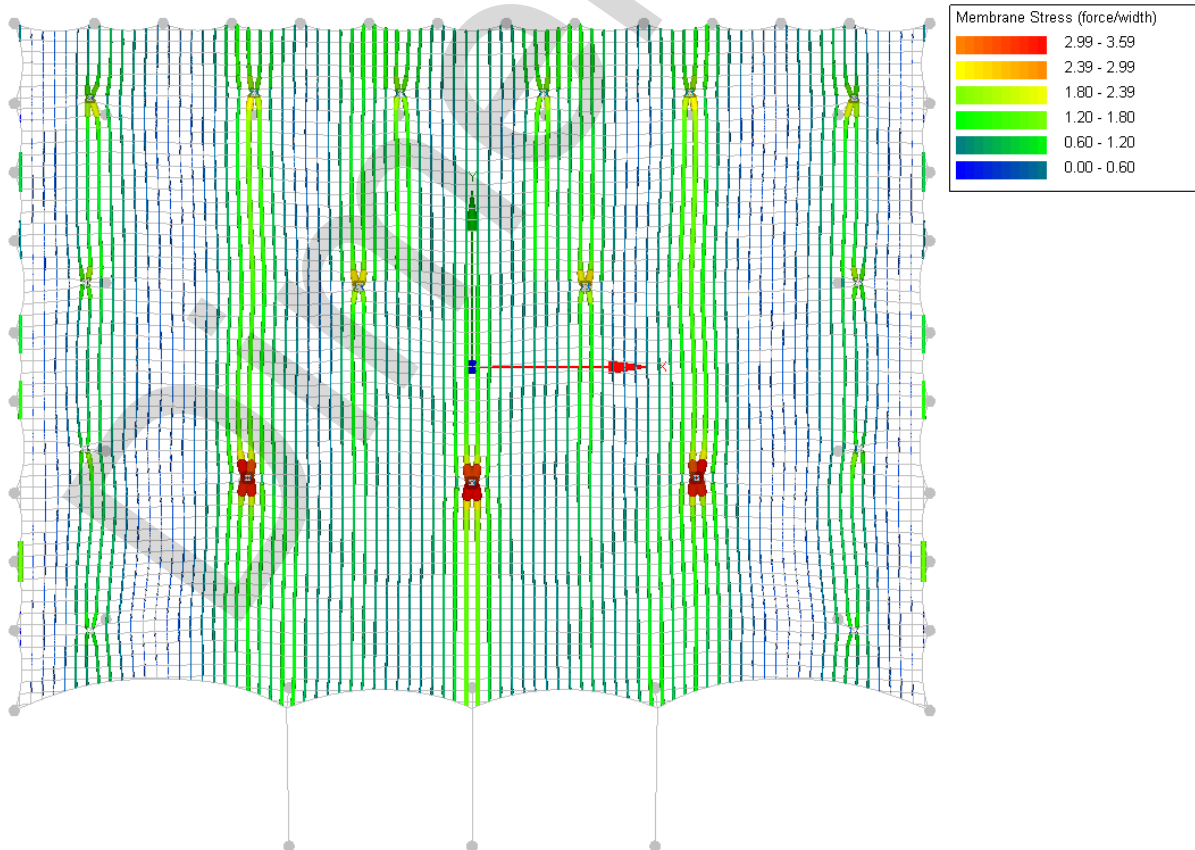 Membrane Stress (force/width)
2.99 - 3.59
2.39 - 2.99
1.80 - 2.39
1.20 - 1.80
0.60 - 1.20
0.00 - 0.60
Y
X